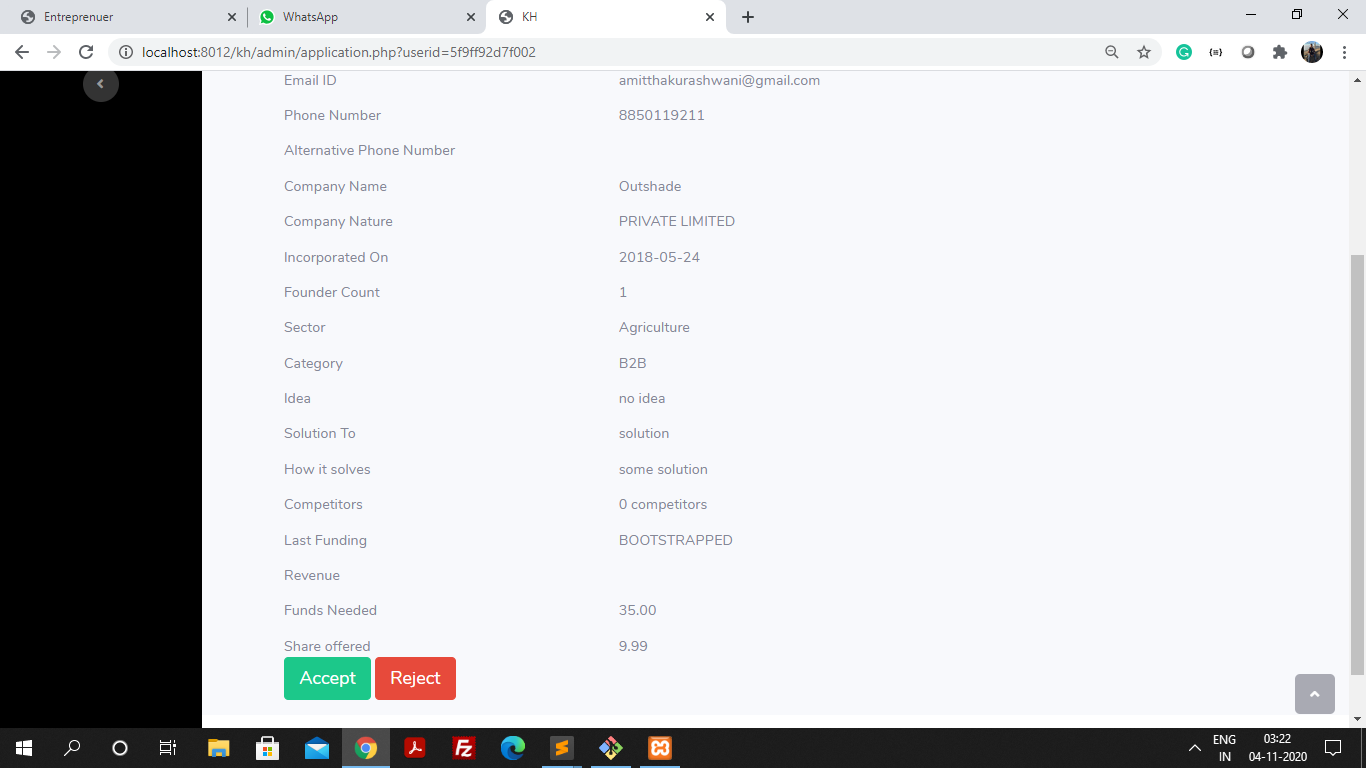 Entreprenuer
WhatsApp
KH
localhost:8012/kh/admin/application.php?userid=5f9ff92d7f002
Email ID amitthakurashwani@gmail.com
Phone Number 8850119211
Alternative Phone Number
Company Name Outshade
Company Nature PRIVATE LIMITED
Incorporated On 2018-05-24
Founder Count 1
Sector Agriculture
Category B2B
Idea no idea
Solution To solution
How it solves some solution
Competitors 0 competitors
Last Funding BOOTSTRAPPED
Revenue
Funds Needed 35.00
Share offered 9.99
Accept Reject
ENG 03:22
IN 04-11-2020